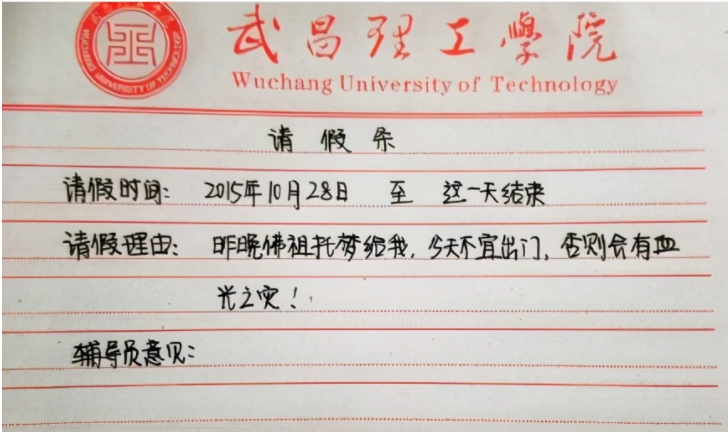 武昌理工學院
Wuchang University of Technology
请假条
请假时间: 2015年10月28日 至 这一天结束
请假理由: 昨晚佛祖托梦给我,今天不宜出门,否则会有血
光之灾!
辅导员意见: